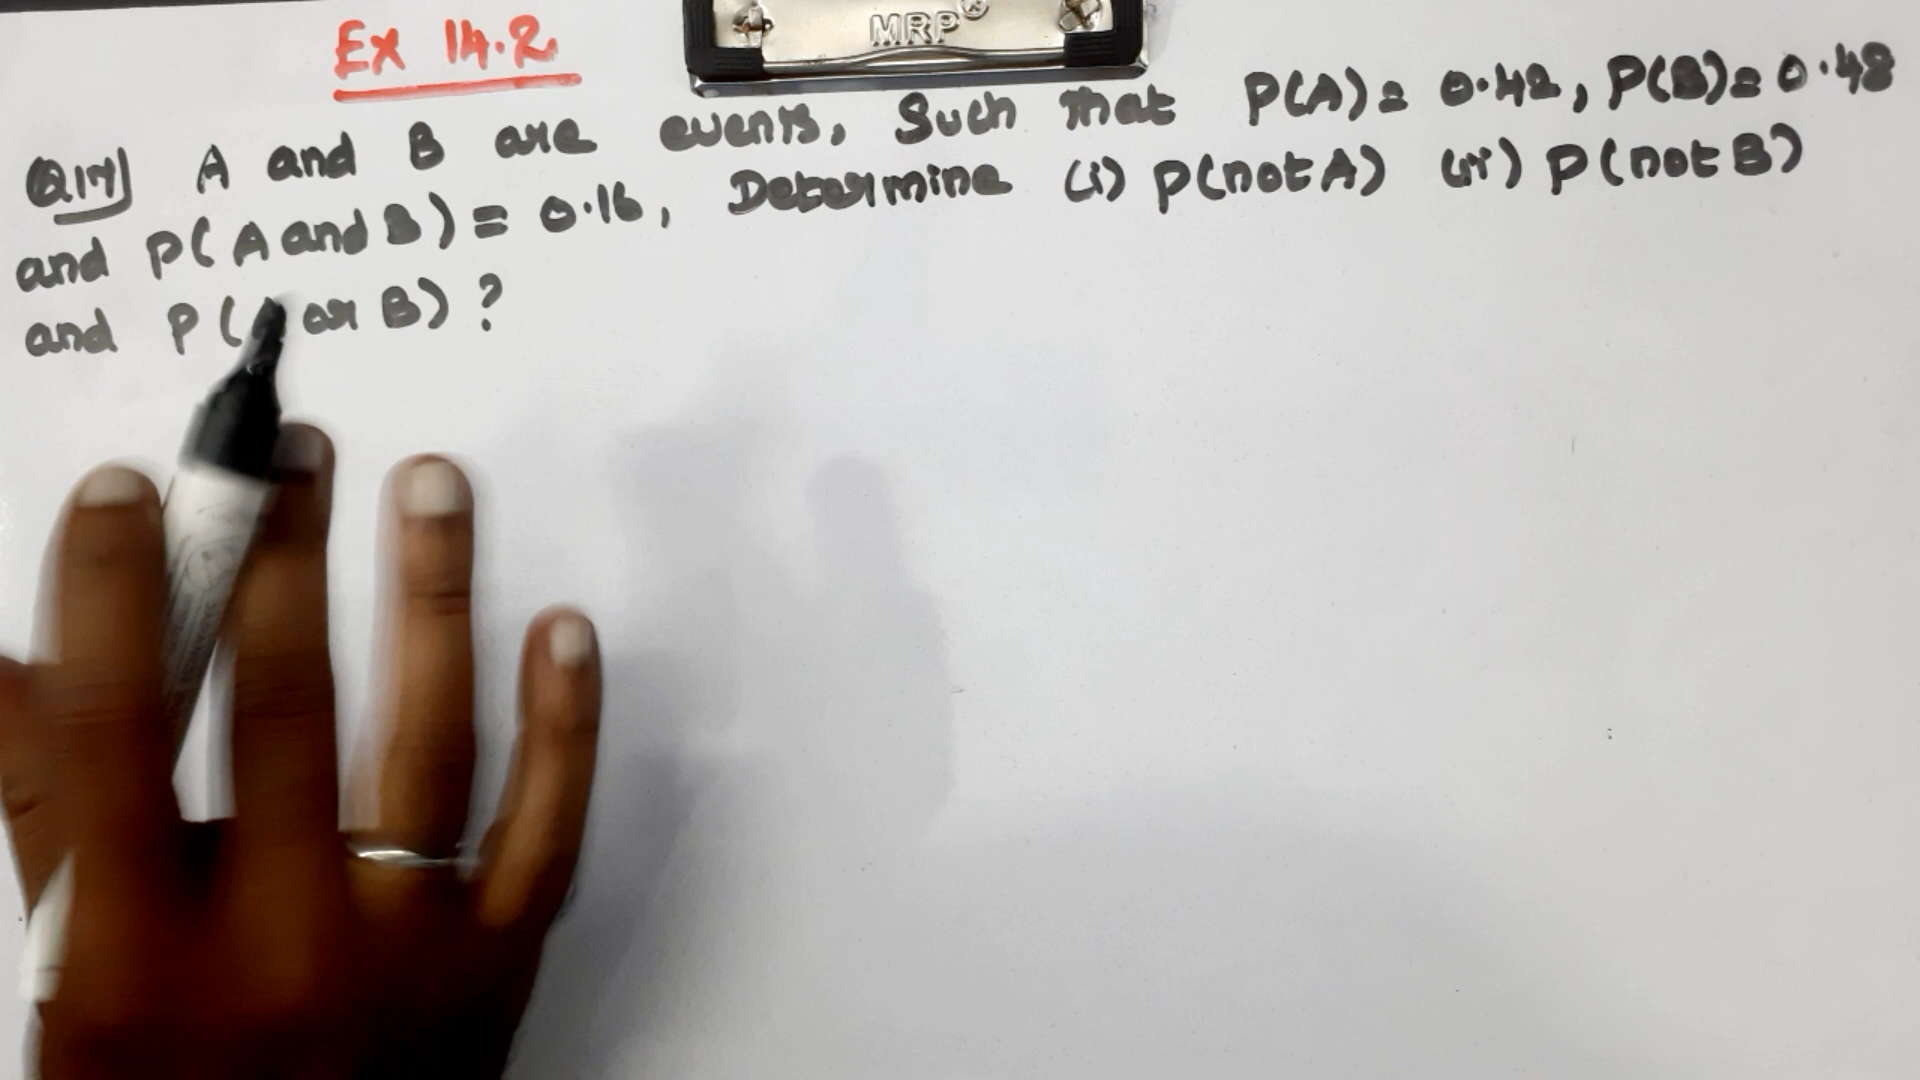 Ex 14.2
MRP
Q17) A and B are events, Such that P(A) = 0.42, P(B) = 0.48
and P(A and B) = 0.16, Determine (i) P(not A) (ii) P(not B)
and P( or B) ?